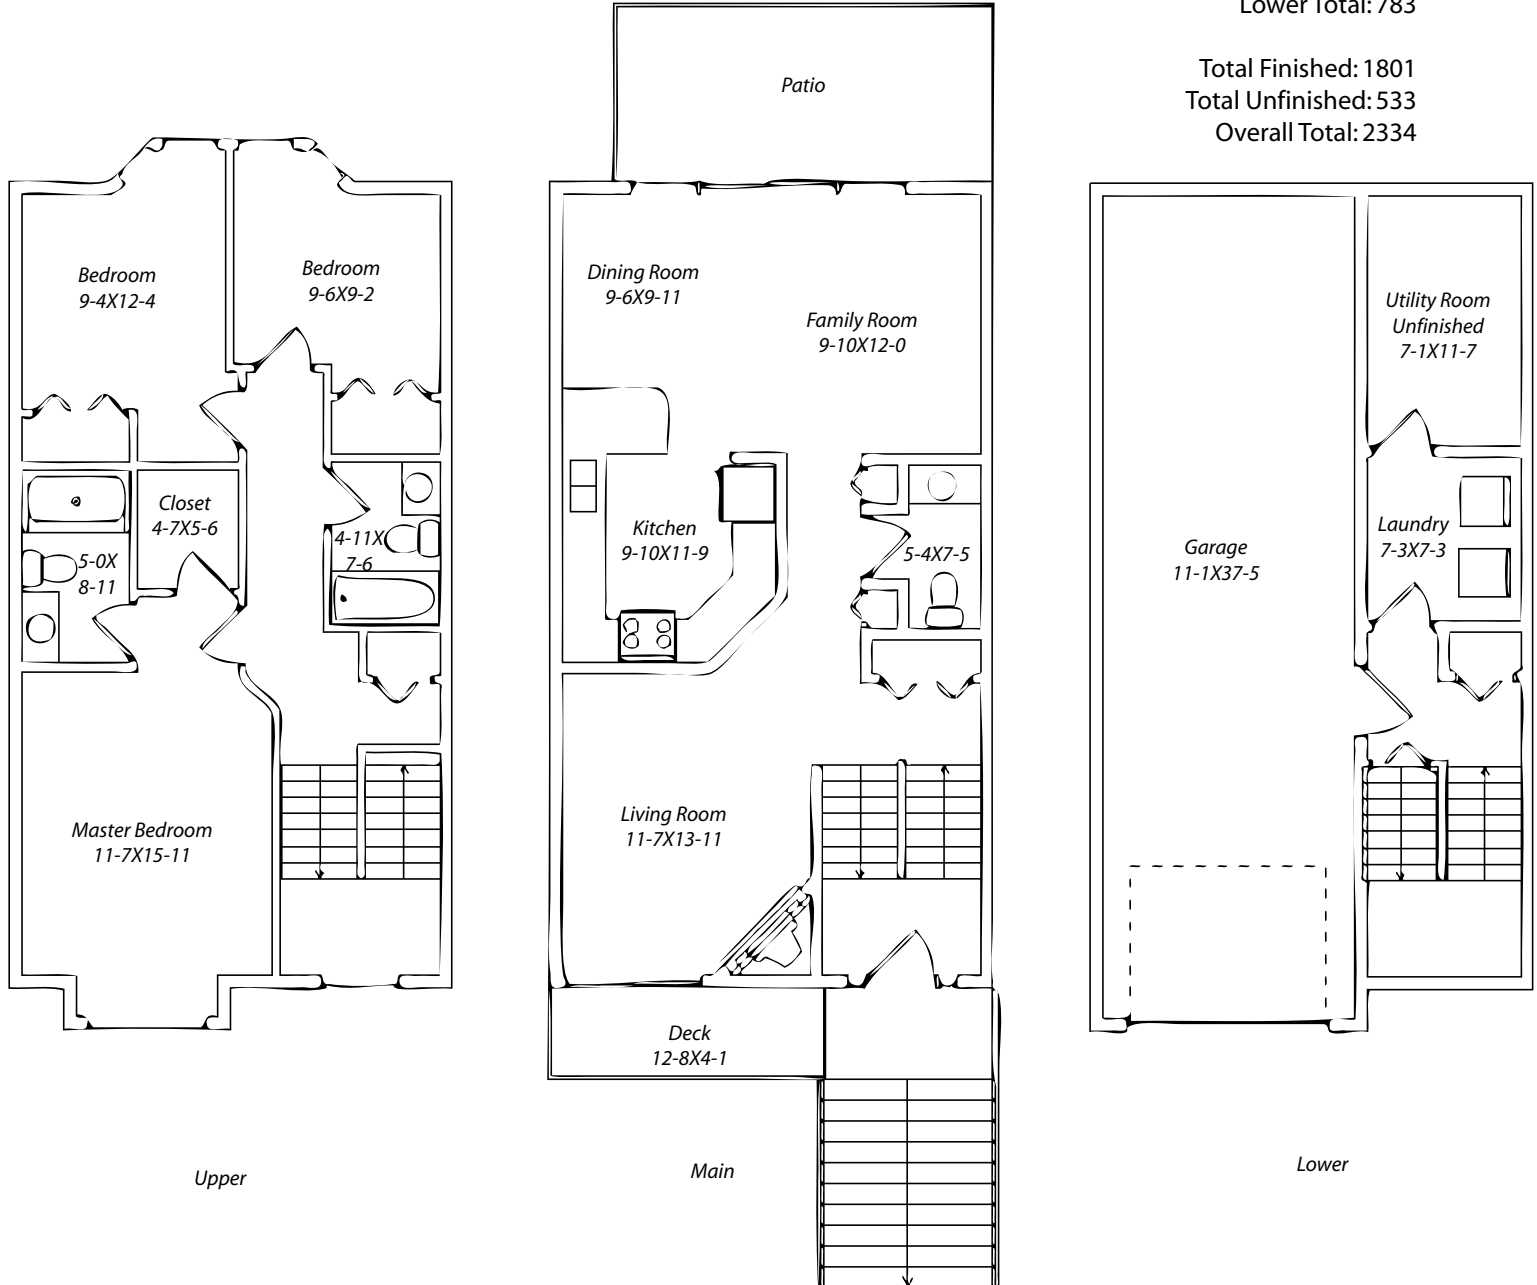 Lower Total: 783
Total Finished: 1801
Total Unfinished: 533
Overall Total: 2334
Bedroom
9-4X12-4
Bedroom
9-6X9-2
Closet
4-7X5-6
5-0X
8-11
4-11X
7-6
Master Bedroom
11-7X15-11
Upper
Patio
Dining Room
9-6X9-11
Family Room
9-10X12-0
Kitchen
9-10X11-9
5-4X7-5
Living Room
11-7X13-11
Deck
12-8X4-1
Main
Utility Room
Unfinished
7-1X11-7
Laundry
7-3X7-3
Garage
11-1X37-5
Lower